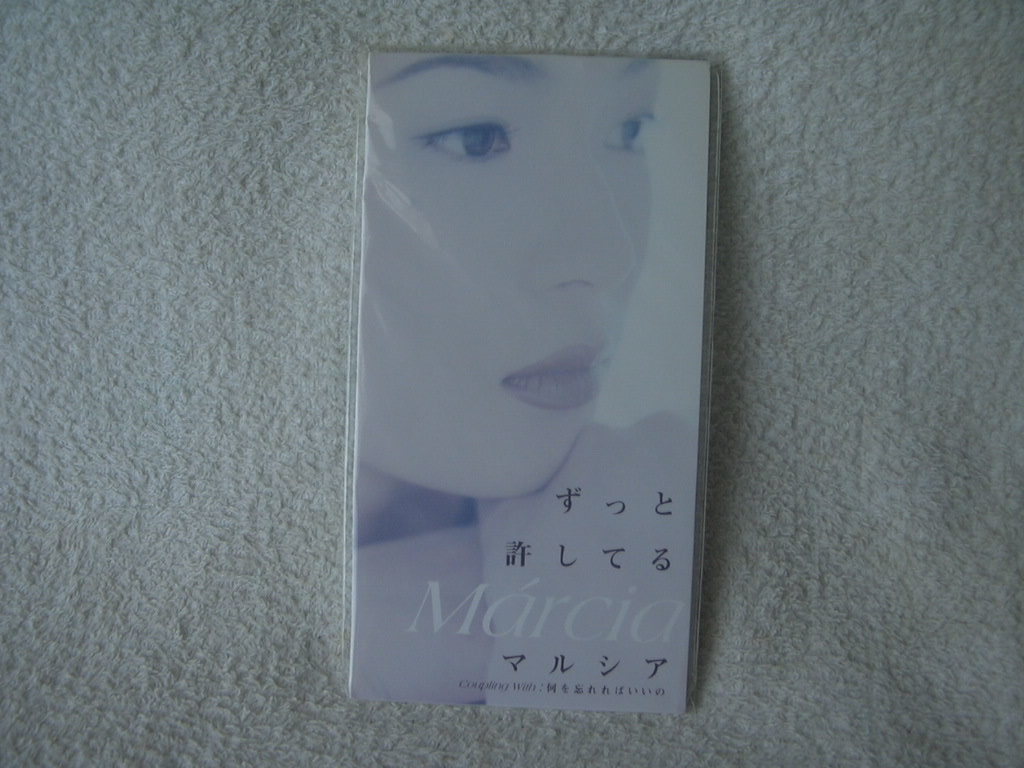 ずっと
許してる
Márcia
マルシア
Coupling With : 何を忘れればいいの